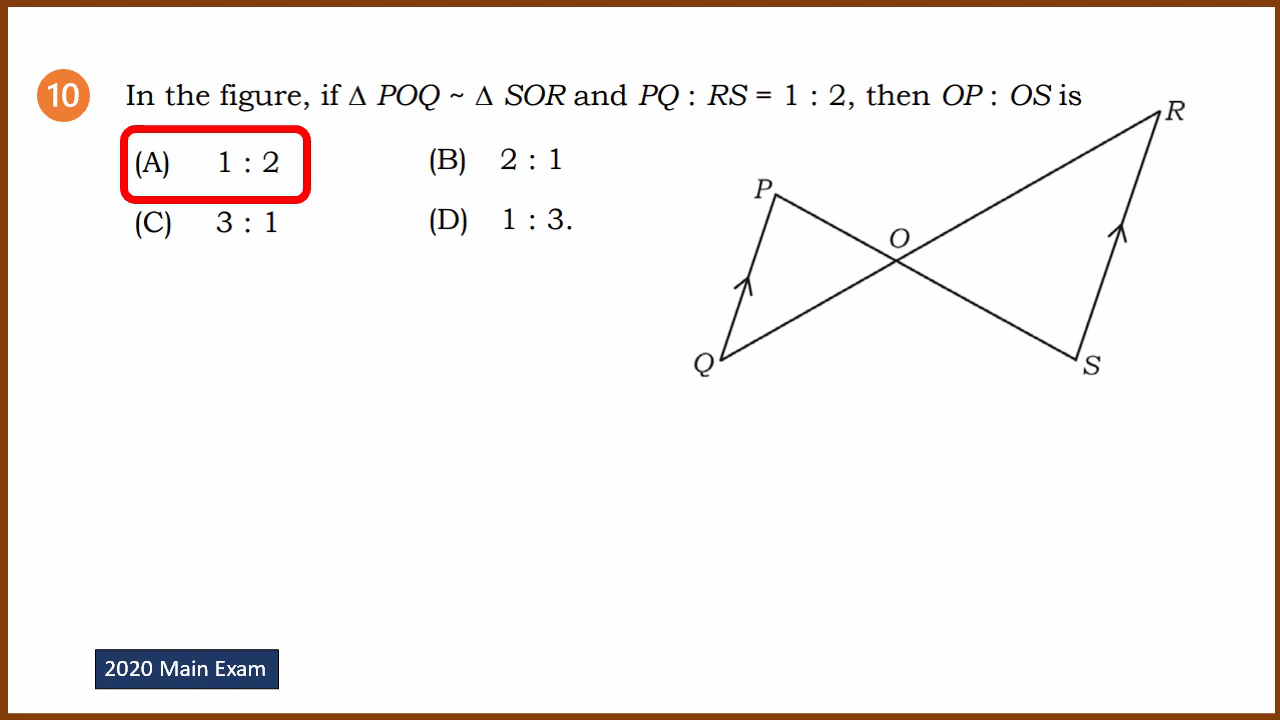 10 In the figure, if Δ POQ ~ Δ SOR and PQ : RS = 1 : 2, then OP : OS is
(A) 1 : 2 (B) 2 : 1
(C) 3 : 1 (D) 1 : 3.
R
P
O
Q
S
2020 Main Exam